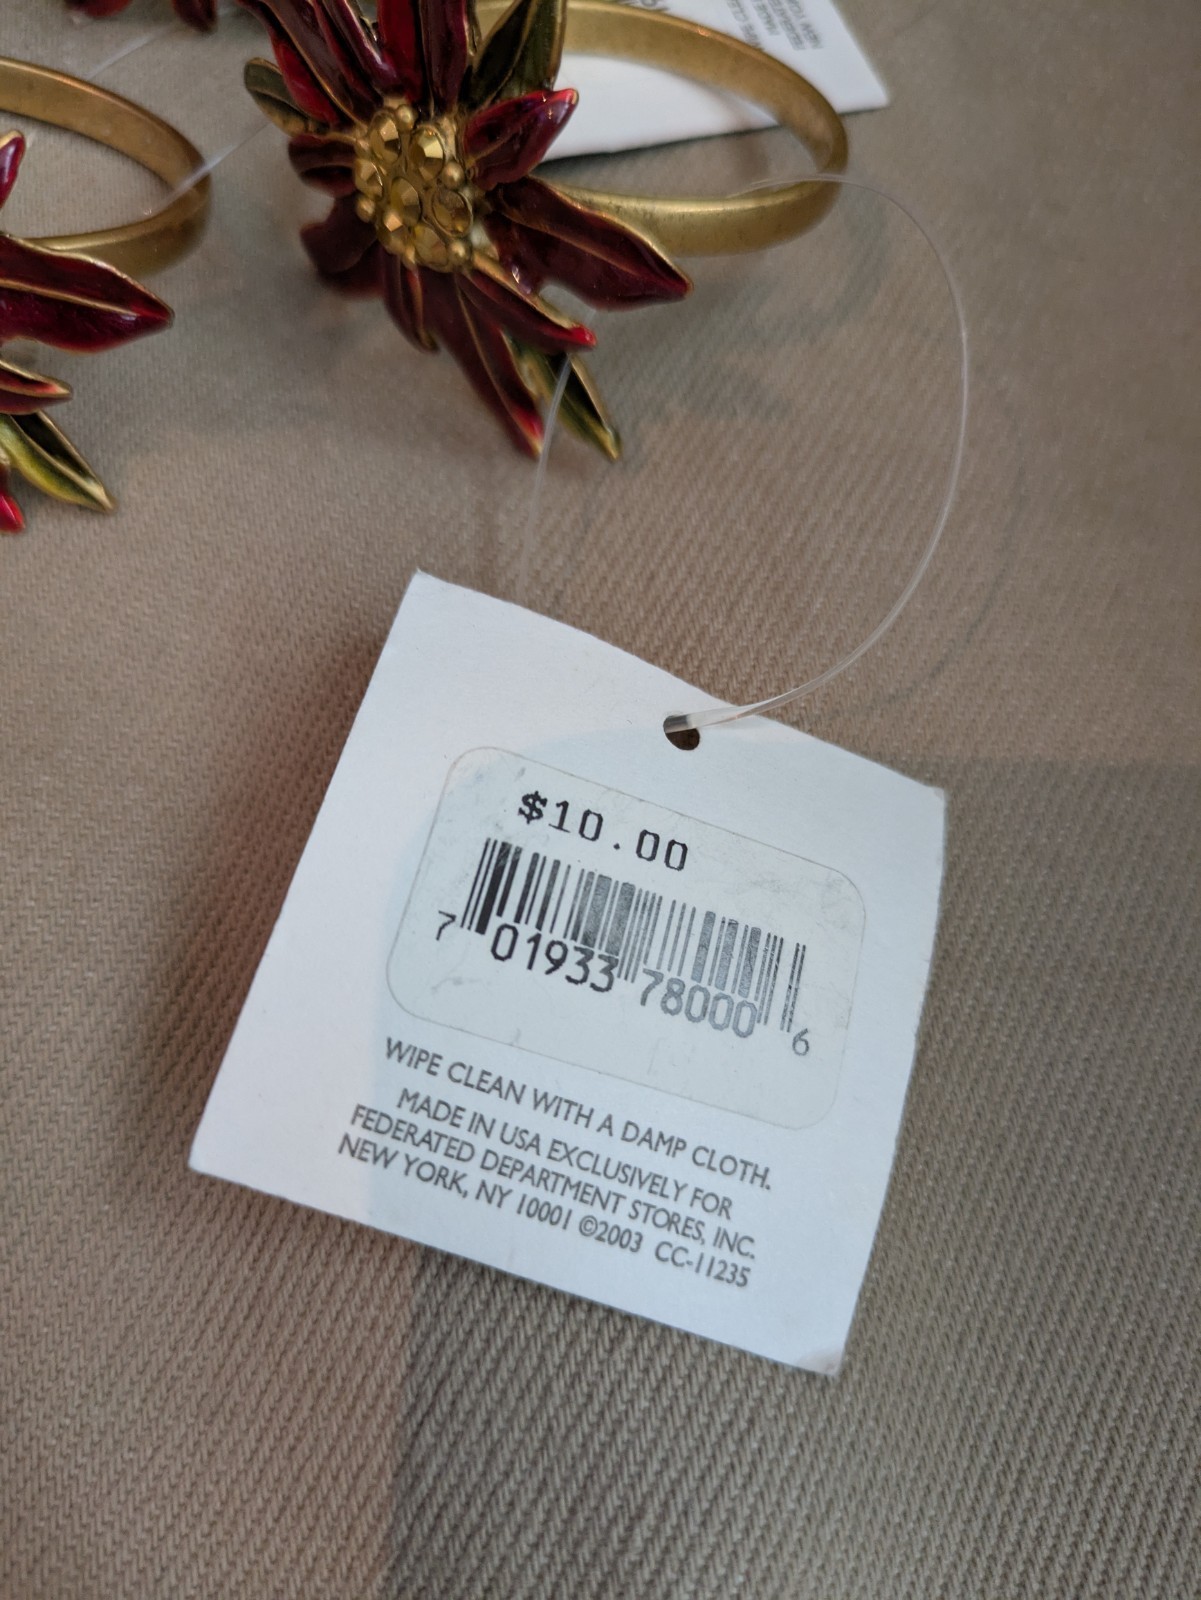 $10.00
7 01933 78000 6
WIPE CLEAN WITH A DAMP CLOTH.
MADE IN USA EXCLUSIVELY FOR
FEDERATED DEPARTMENT STORES, INC.
NEW YORK, NY 10001 ©2003 CC-11235